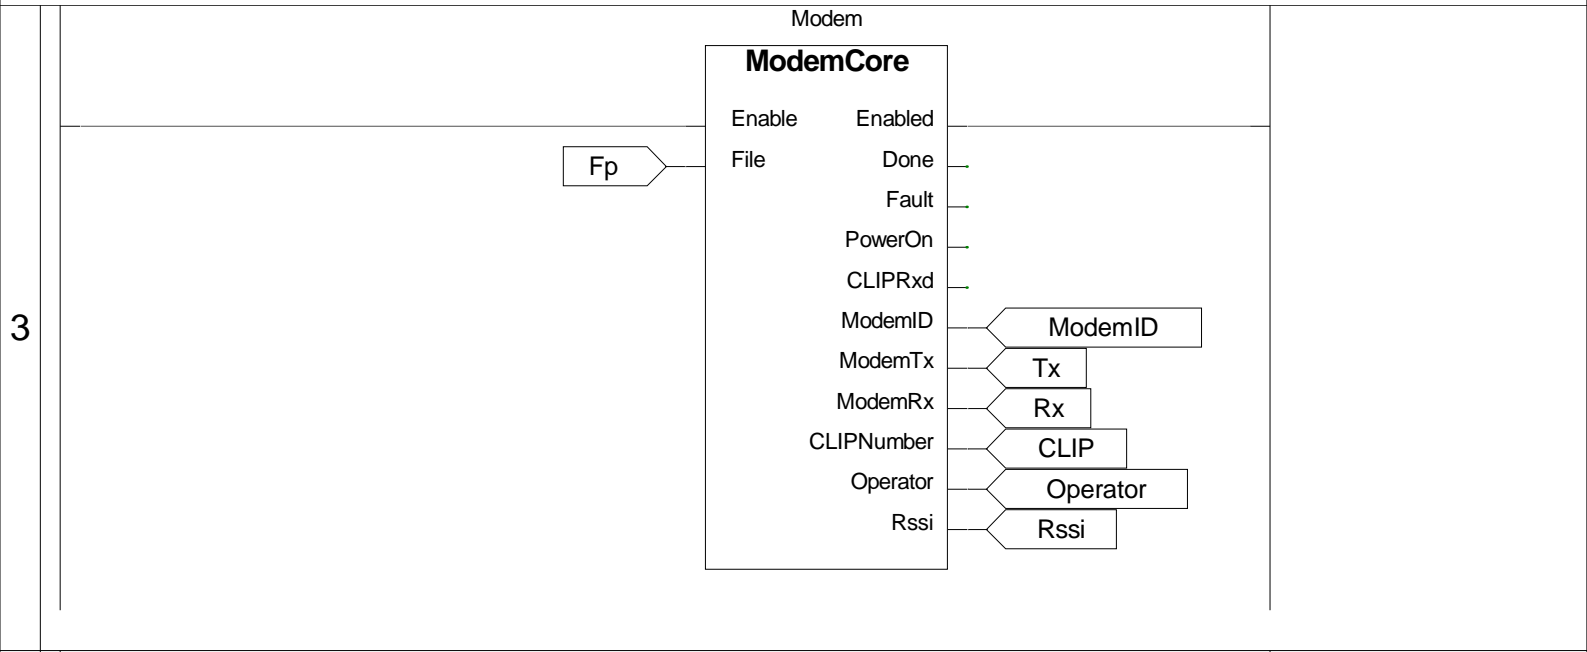 Modem
ModemCore
Enable Enabled
Fp File Done
Fault
PowerOn
CLIPRxd
3 ModemID ModemID
ModemTx Tx
ModemRx Rx
CLIPNumber CLIP
Operator Operator
Rssi Rssi